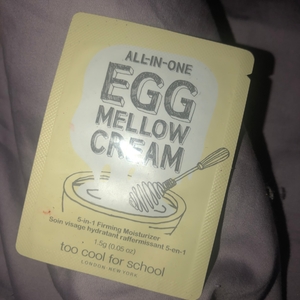 ALL-IN-ONE
EGG
MELLOW
CREAM
5-in-1 Firming Moisturizer
Soin visage hydratant raffermissant 5-en-1
1.5g (0.05 oz)
too cool for school
LONDON NEW YORK